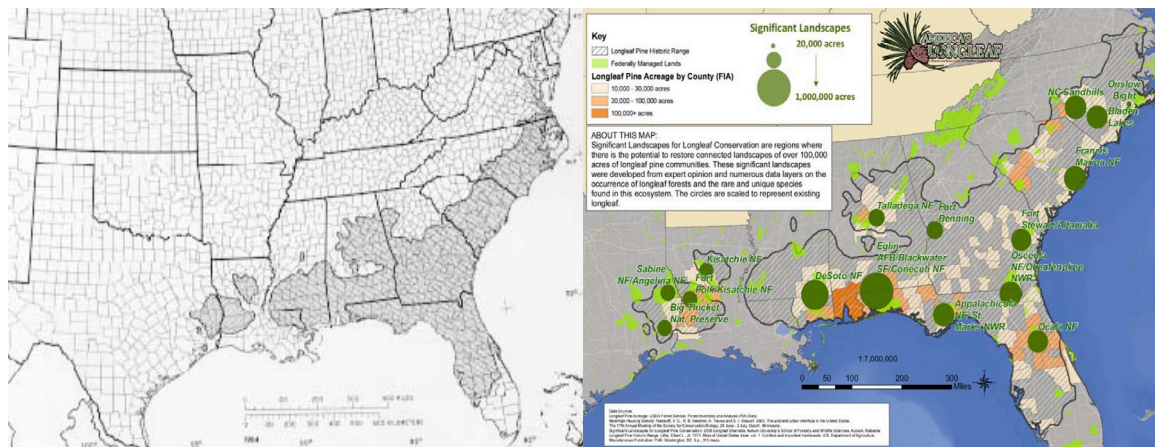 1984
Key
Longleaf Pine Historic Range
Federally Managed Lands
Longleaf Pine Acreage by County (FIA)
10,000 - 30,000 acres
30,000 - 100,000 acres
100,000+ acres
Significant Landscapes
20,000 acres
1,000,000 acres
AMERICA'S
LONGLEAF
ABOUT THIS MAP:
Significant Landscapes for Longleaf Conservation are regions where
there is the potential to restore connected landscapes of over 100,000
acres of longleaf pine communities. These significant landscapes
were developed from expert opinion and numerous data layers on the
occurrence of longleaf forests and the rare and unique species
found in this ecosystem. The circles are scaled to represent existing
longleaf.
Onslow
Bight
NC Sandhills
Bladen
Lakes
Francis
Marion NF
Talladega NF
Fort
Benning
Fort
Stewart-Altamaha
Eglin
AFB/Blackwater
SF/Conecuh NF
Osceola
NF/Okefenokee
NWR
Kisatchie NF
Sabine
NF/Angelina NF
Fort
Polk/Kisatchie NF
DeSoto NF
Big Thicket
Nat. Preserve
Appalachicola
NF/ St.
Marks NWR
Ocala NF
1:7,000,000
0 50 100 200 300
Miles
Data Sources: